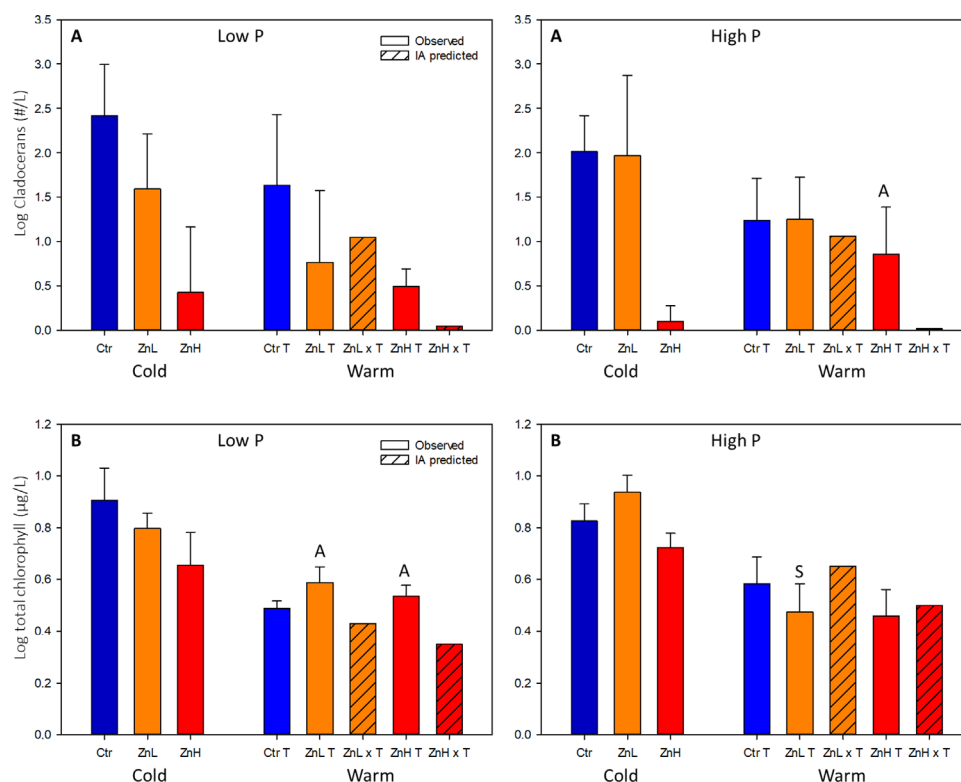 A
Low P
Observed
IA predicted
Log Cladocerans (#/L)
3.5
3.0
2.5
2.0
1.5
1.0
0.5
0.0
Ctr ZnL ZnH Ctr T ZnL T ZnL x T ZnH T ZnH x T
Cold Warm
A
High P
A
3.5
3.0
2.5
2.0
1.5
1.0
0.5
0.0
Ctr ZnL ZnH Ctr T ZnL T ZnL x T ZnH T ZnH x T
Cold Warm
B
Low P
Observed
IA predicted
A A
Log total chlorophyll (µg/L)
1.2
1.0
0.8
0.6
0.4
0.2
0.0
Ctr ZnL ZnH Ctr T ZnL T ZnL x T ZnH T ZnH x T
Cold Warm
B
High P
S
1.2
1.0
0.8
0.6
0.4
0.2
0.0
Ctr ZnL ZnH Ctr T ZnL T ZnL x T ZnH T ZnH x T
Cold Warm